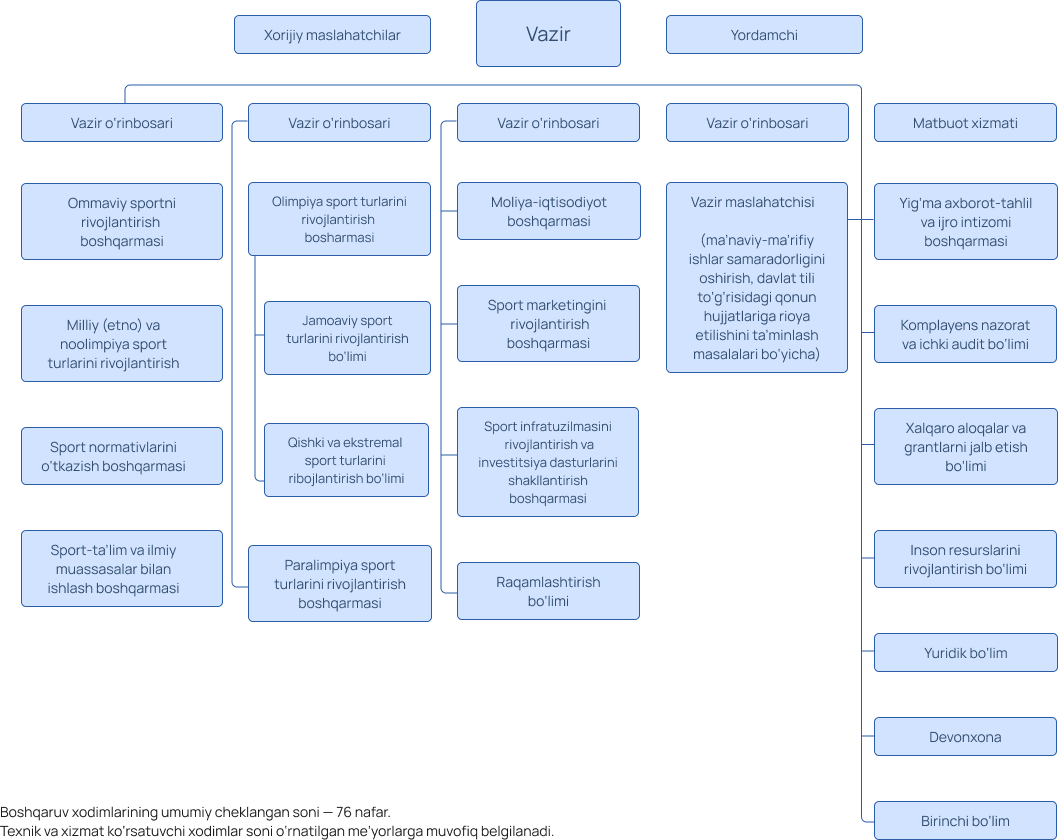 Xorijiy maslahatchilar
Vazir
Yordamchi
Vazir o‘rinbosari
Vazir o‘rinbosari
Vazir o‘rinbosari
Vazir o‘rinbosari
Matbuot xizmati
Ommaviy sportni
rivojlantirish
boshqarmasi
Milliy (etno) va
noolimpiya sport
turlarini rivojlantirish
Sport normativlarini
o‘tkazish boshqarmasi
Sport-ta’lim va ilmiy
muassasalar bilan
ishlash boshqarmasi
Olimpiya sport turlarini
rivojlantirish
bosharmasi
Jamoaviy sport
turlarini rivojlantirish
bo‘limi
Qishki va ekstremal
sport turlarini
ribojlantirish bo‘limi
Paralimpiya sport
turlarini rivojlantirish
boshqarmasi
Moliya-iqtisodiyot
boshqarmasi
Sport marketingini
rivojlantirish
boshqarmasi
Sport infratuzilmasini
rivojlantirish va
investitsiya dasturlarini
shakllantirish
boshqarmasi
Raqamlashtirish
bo‘limi
Vazir maslahatchisi
(ma’naviy-ma’rifiy
ishlar samaradorligini
oshirish, davlat tili
to‘g‘risidagi qonun
hujjatlariga rioya
etilishini ta’minlash
masalalari bo‘yicha)
Yig‘ma axborot-tahlil
va ijro intizomi
boshqarmasi
Komplayens nazorat
va ichki audit bo‘limi
Xalqaro aloqalar va
grantlarni jalb etish
bo‘limi
Inson resurslarini
rivojlantirish bo‘limi
Yuridik bo‘lim
Devonxona
Birinchi bo‘lim
Boshqaruv xodimlarining umumiy cheklangan soni — 76 nafar.
Texnik va xizmat ko‘rsatuvchi xodimlar soni o‘rnatilgan me’yorlarga muvofiq belgilanadi.